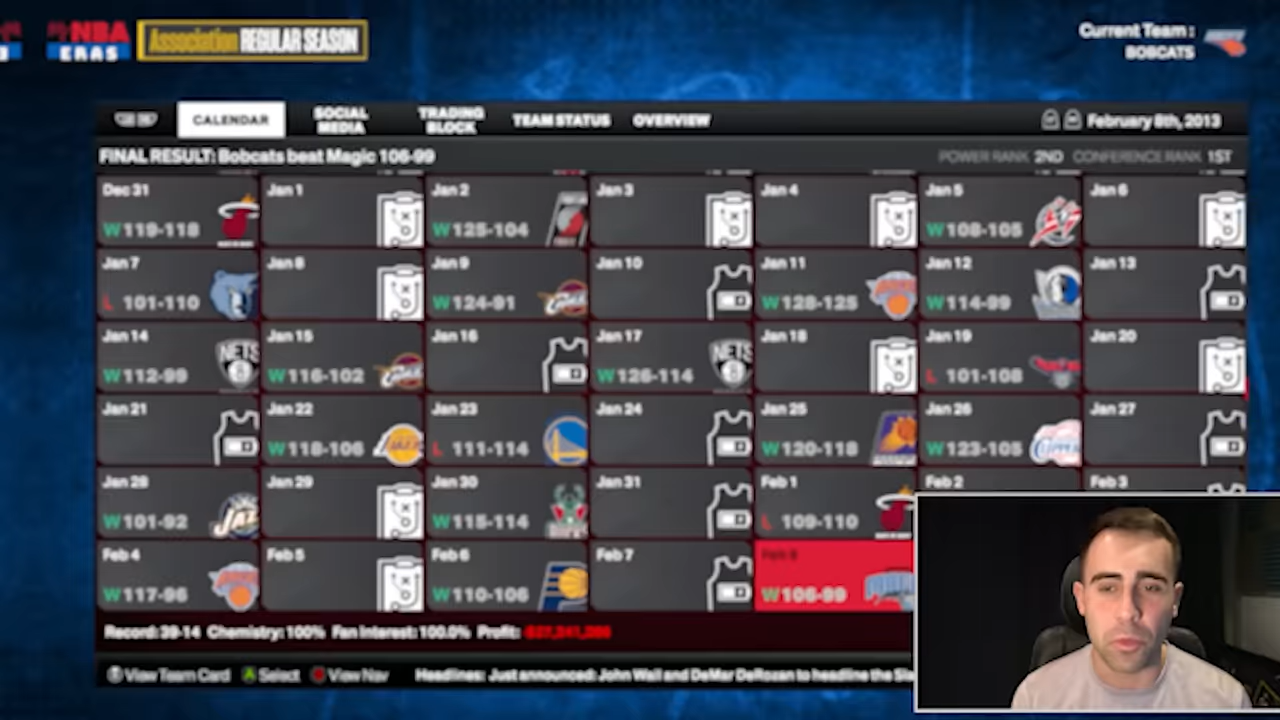 NBA ERAS Association REGULAR SEASON
Current Team :
BOBCATS
CALENDAR SOCIAL MEDIA TRADING BLOCK TEAM STATUS OVERVIEW February 8th, 2013
FINAL RESULT: Bobcats beat Magic 106-99 POWER RANK 2ND CONFERENCE RANK 1ST
Dec 31 Jan 1 Jan 2 Jan 3 Jan 4 Jan 5 Jan 6
W 119-118 W 125-104 W 108-105
Jan 7 Jan 8 Jan 9 Jan 10 Jan 11 Jan 12 Jan 13
L 101-110 W 124-91 W 128-125 W 114-99
Jan 14 Jan 15 Jan 16 Jan 17 Jan 18 Jan 19 Jan 20
W 112-99 NETS W 116-102 W 126-114 NETS L 101-108
Jan 21 Jan 22 Jan 23 Jan 24 Jan 25 Jan 26 Jan 27
W 118-106 LAKERS L 111-114 W 120-118 W 123-105 CLIPPERS
Jan 28 Jan 29 Jan 30 Jan 31 Feb 1 Feb 2 Feb 3
W 101-92 JAZZ W 115-114 L 109-110
Feb 4 Feb 5 Feb 6 Feb 7 Feb 8
W 117-96 W 110-106 W 106-99
Record: 39-14 Chemistry: 100% Fan Interest: 100.0% Profit:
View Team Card A Select View Nav Headlines: Just announced: John Wall and DeMar DeRozan to headline the